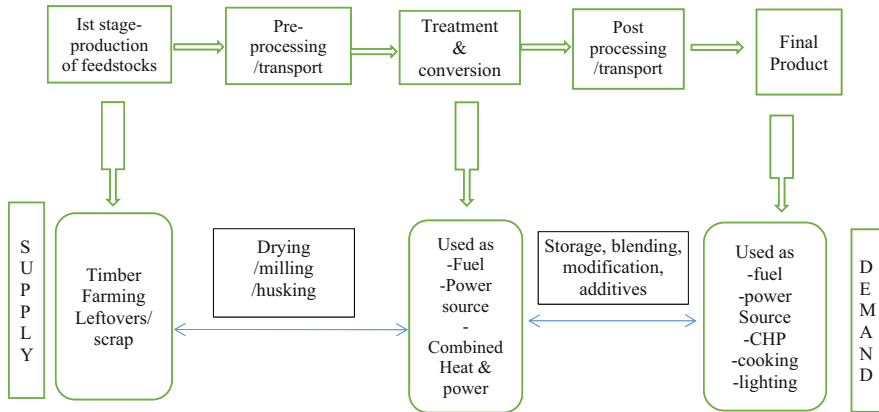 Ist stage-
production
of feedstocks
Pre-
processing
/transport
Treatment
&
conversion
Post
processing
/transport
Final
Product
S
U
P
P
L
Y
Timber
Farming
Leftovers/
scrap
Drying
/milling
/husking
Used as
-Fuel
-Power
source
-
Combined
Heat &
power
Storage, blending,
modification,
additives
Used as
-fuel
-power
Source
-CHP
-cooking
-lighting
D
E
M
A
N
D